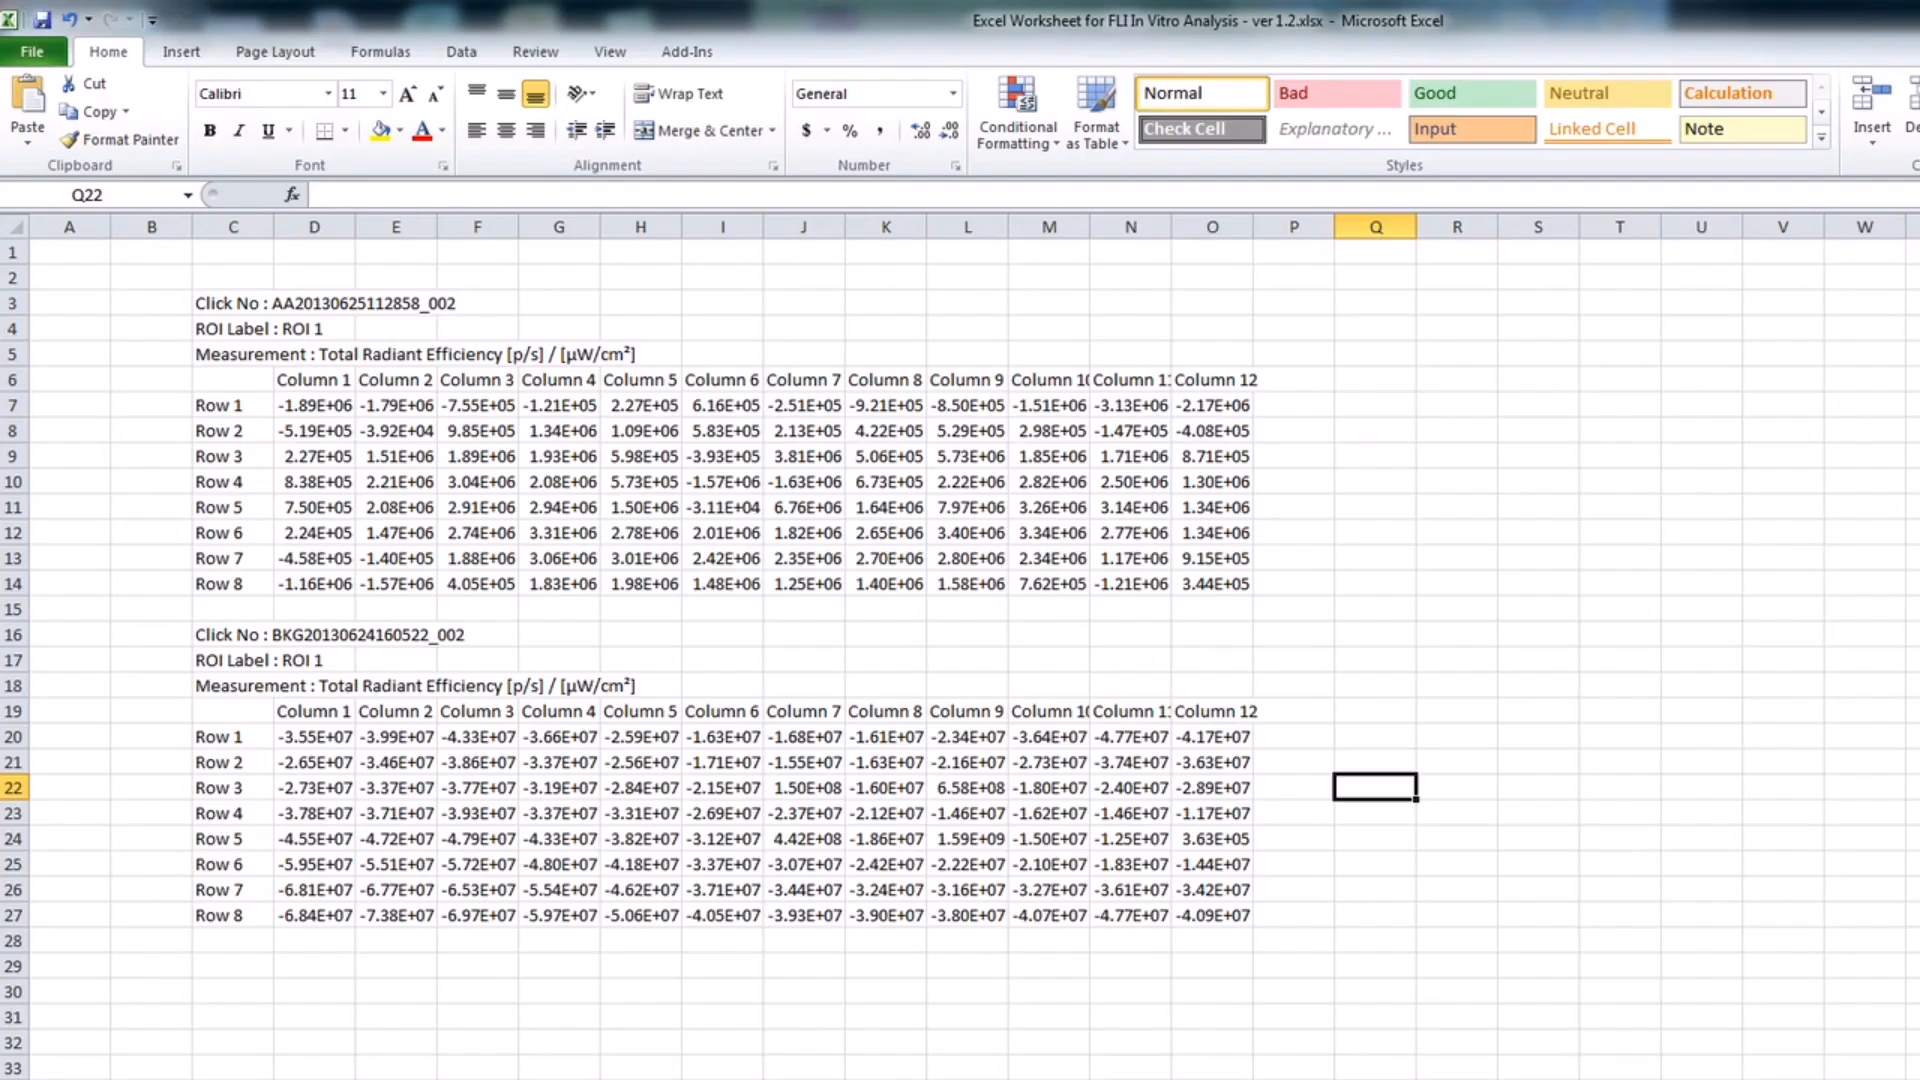 Excel Worksheet for FLI In Vitro Analysis - ver 1.2.xlsx - Microsoft Excel
File Home Insert Page Layout Formulas Data Review View Add-Ins
Cut Calibri 11 Wrap Text General Normal Bad Good Neutral Calculation
Copy Conditional Formatting Format as Table Check Cell Explanatory ... Input Linked Cell Note Insert
Paste Format Painter B I U Merge & Center $ % ,
Clipboard Font Alignment Number Styles
Q22 fx
A B C D E F G H I J K L M N O P Q R S T U V W
1
2
3 Click No : AA20130625112858_002
4 ROI Label : ROI 1
5 Measurement : Total Radiant Efficiency [p/s] / [µW/cm²]
6 Column 1 Column 2 Column 3 Column 4 Column 5 Column 6 Column 7 Column 8 Column 9 Column 10 Column 11 Column 12
7 Row 1 -1.89E+06 -1.79E+06 -7.55E+05 -1.21E+05 2.27E+05 6.16E+05 -2.51E+05 -9.21E+05 -8.50E+05 -1.51E+06 -3.13E+06 -2.17E+06
8 Row 2 -5.19E+05 -3.92E+04 9.85E+05 1.34E+06 1.09E+06 5.83E+05 2.13E+05 4.22E+05 5.29E+05 2.98E+05 -1.47E+05 -4.08E+05
9 Row 3 2.27E+05 1.51E+06 1.89E+06 1.93E+06 5.98E+05 -3.93E+05 3.81E+06 5.06E+05 5.73E+06 1.85E+06 1.71E+06 8.71E+05
10 Row 4 8.38E+05 2.21E+06 3.04E+06 2.08E+06 5.73E+05 -1.57E+06 -1.63E+06 6.73E+05 2.22E+06 2.82E+06 2.50E+06 1.30E+06
11 Row 5 7.50E+05 2.08E+06 2.91E+06 2.94E+06 1.50E+06 -3.11E+04 6.76E+06 1.64E+06 7.97E+06 3.26E+06 3.14E+06 1.34E+06
12 Row 6 2.24E+05 1.47E+06 2.74E+06 3.31E+06 2.78E+06 2.01E+06 1.82E+06 2.65E+06 3.40E+06 3.34E+06 2.77E+06 1.34E+06
13 Row 7 -4.58E+05 -1.40E+05 1.88E+06 3.06E+06 3.01E+06 2.42E+06 2.35E+06 2.70E+06 2.80E+06 2.34E+06 1.17E+06 9.15E+05
14 Row 8 -1.16E+06 -1.57E+06 4.05E+05 1.83E+06 1.98E+06 1.48E+06 1.25E+06 1.40E+06 1.58E+06 7.62E+05 -1.21E+06 3.44E+05
15
16 Click No : BKG20130624160522_002
17 ROI Label : ROI 1
18 Measurement : Total Radiant Efficiency [p/s] / [µW/cm²]
19 Column 1 Column 2 Column 3 Column 4 Column 5 Column 6 Column 7 Column 8 Column 9 Column 10 Column 11 Column 12
20 Row 1 -3.55E+07 -3.99E+07 -4.33E+07 -3.66E+07 -2.59E+07 -1.63E+07 -1.68E+07 -1.61E+07 -2.34E+07 -3.64E+07 -4.77E+07 -4.17E+07
21 Row 2 -2.65E+07 -3.46E+07 -3.86E+07 -3.37E+07 -2.56E+07 -1.71E+07 -1.55E+07 -1.63E+07 -2.16E+07 -2.73E+07 -3.74E+07 -3.63E+07
22 Row 3 -2.73E+07 -3.37E+07 -3.77E+07 -3.19E+07 -2.84E+07 -2.15E+07 1.50E+08 -1.60E+07 6.58E+08 -1.80E+07 -2.40E+07 -2.89E+07
23 Row 4 -3.78E+07 -3.71E+07 -3.93E+07 -3.37E+07 -3.31E+07 -2.69E+07 -2.37E+07 -2.12E+07 -1.46E+07 -1.62E+07 -1.46E+07 -1.17E+07
24 Row 5 -4.55E+07 -4.72E+07 -4.79E+07 -4.33E+07 -3.82E+07 -3.12E+07 4.42E+08 -1.86E+07 1.59E+09 -1.50E+07 -1.25E+07 3.63E+05
25 Row 6 -5.95E+07 -5.51E+07 -5.72E+07 -4.80E+07 -4.18E+07 -3.37E+07 -3.07E+07 -2.42E+07 -2.22E+07 -2.10E+07 -1.83E+07 -1.44E+07
26 Row 7 -6.81E+07 -6.77E+07 -6.53E+07 -5.54E+07 -4.62E+07 -3.71E+07 -3.44E+07 -3.24E+07 -3.16E+07 -3.27E+07 -3.61E+07 -3.42E+07
27 Row 8 -6.84E+07 -7.38E+07 -6.97E+07 -5.97E+07 -5.06E+07 -4.05E+07 -3.93E+07 -3.90E+07 -3.80E+07 -4.07E+07 -4.77E+07 -4.09E+07
28
29
30
31
32
33